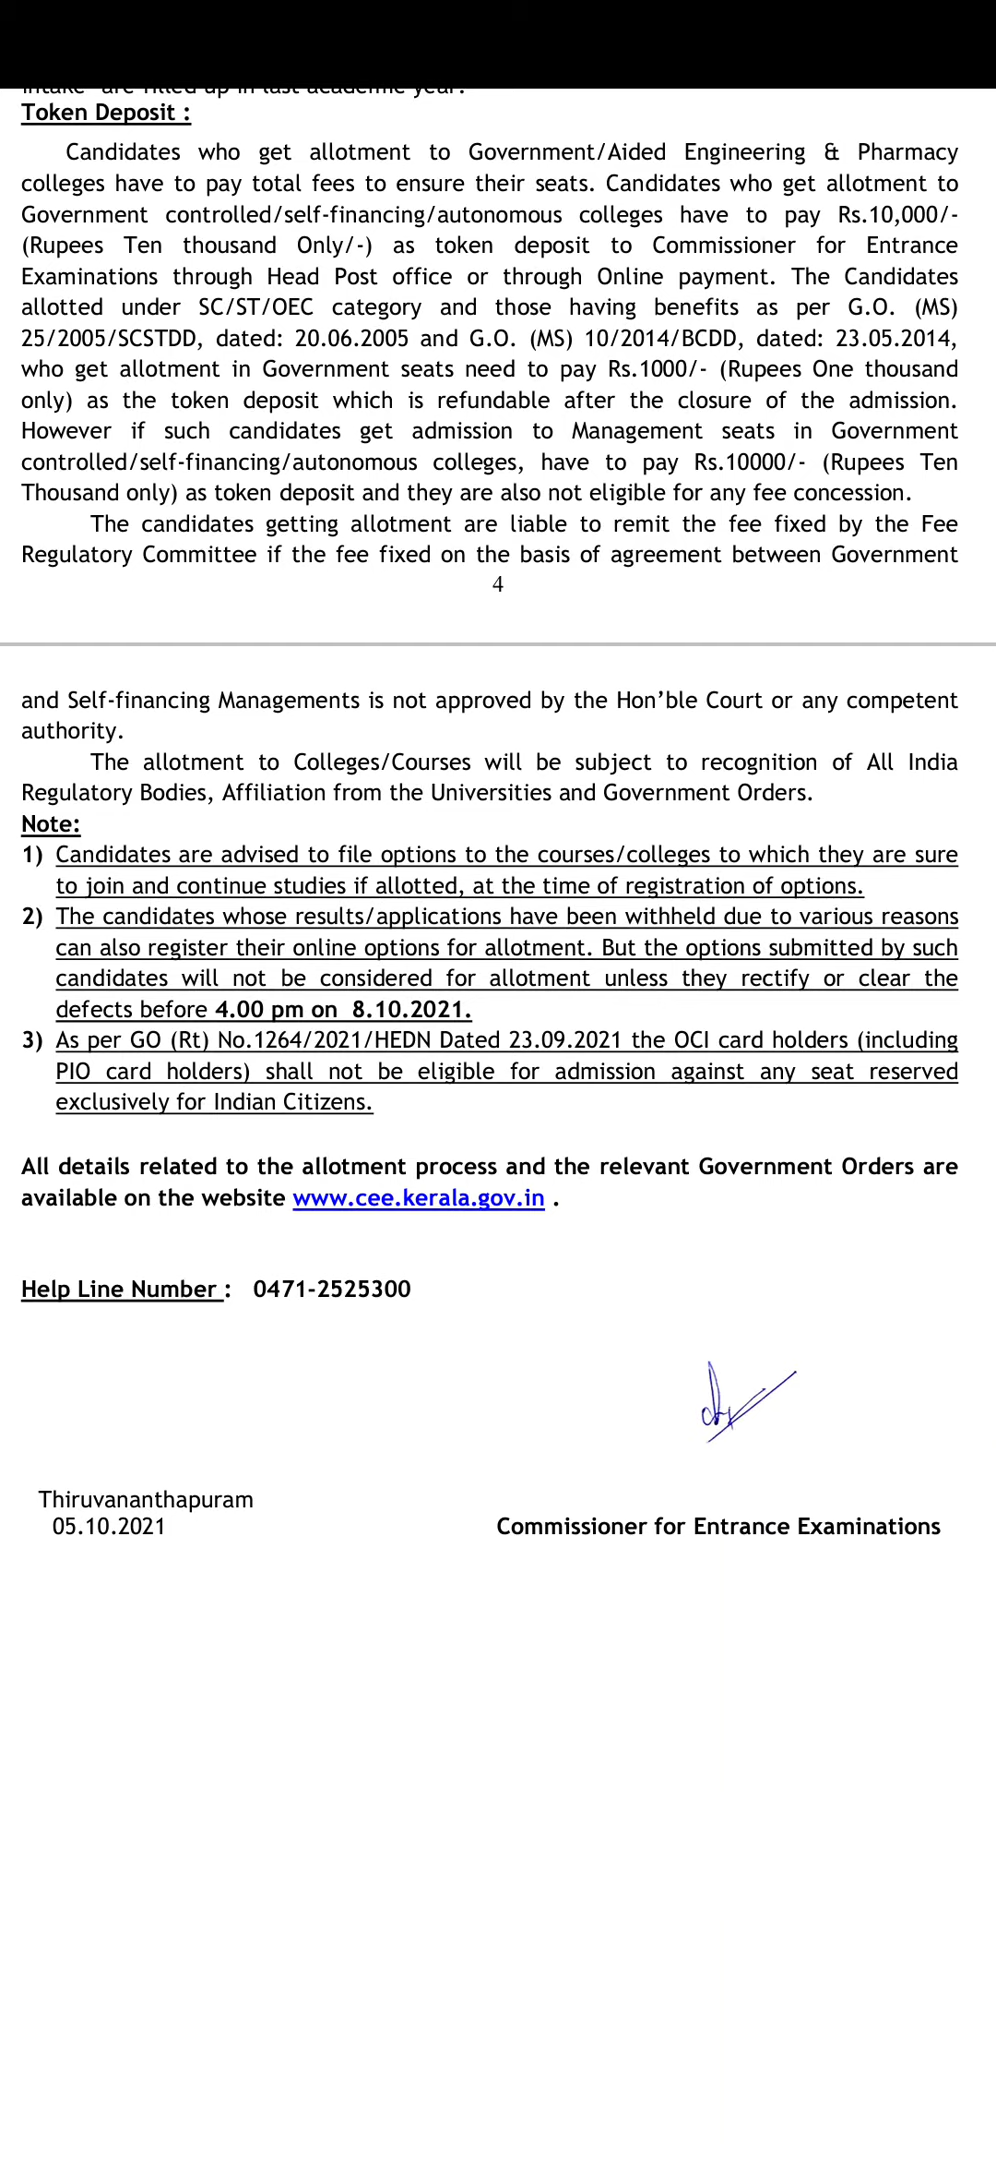 Token Deposit :
Candidates who get allotment to Government/Aided Engineering & Pharmacy
colleges have to pay total fees to ensure their seats. Candidates who get allotment to
Government controlled/self-financing/autonomous colleges have to pay Rs.10,000/-
(Rupees Ten thousand Only/-) as token deposit to Commissioner for Entrance
Examinations through Head Post office or through Online payment. The Candidates
allotted under SC/ST/OEC category and those having benefits as per G.O. (MS)
25/2005/SCSTDD, dated: 20.06.2005 and G.O. (MS) 10/2014/BCDD, dated: 23.05.2014,
who get allotment in Government seats need to pay Rs.1000/- (Rupees One thousand
only) as the token deposit which is refundable after the closure of the admission.
However if such candidates get admission to Management seats in Government
controlled/self-financing/autonomous colleges, have to pay Rs.10000/- (Rupees Ten
Thousand only) as token deposit and they are also not eligible for any fee concession.
The candidates getting allotment are liable to remit the fee fixed by the Fee
Regulatory Committee if the fee fixed on the basis of agreement between Government
4
and Self-financing Managements is not approved by the Hon’ble Court or any competent
authority.
The allotment to Colleges/Courses will be subject to recognition of All India
Regulatory Bodies, Affiliation from the Universities and Government Orders.
Note:
1) Candidates are advised to file options to the courses/colleges to which they are sure
to join and continue studies if allotted, at the time of registration of options.
2) The candidates whose results/applications have been withheld due to various reasons
can also register their online options for allotment. But the options submitted by such
candidates will not be considered for allotment unless they rectify or clear the
defects before 4.00 pm on 8.10.2021.
3) As per GO (Rt) No.1264/2021/HEDN Dated 23.09.2021 the OCI card holders (including
PIO card holders) shall not be eligible for admission against any seat reserved
exclusively for Indian Citizens.
All details related to the allotment process and the relevant Government Orders are
available on the website www.cee.kerala.gov.in .
Help Line Number : 0471-2525300
Thiruvananthapuram
05.10.2021
Commissioner for Entrance Examinations